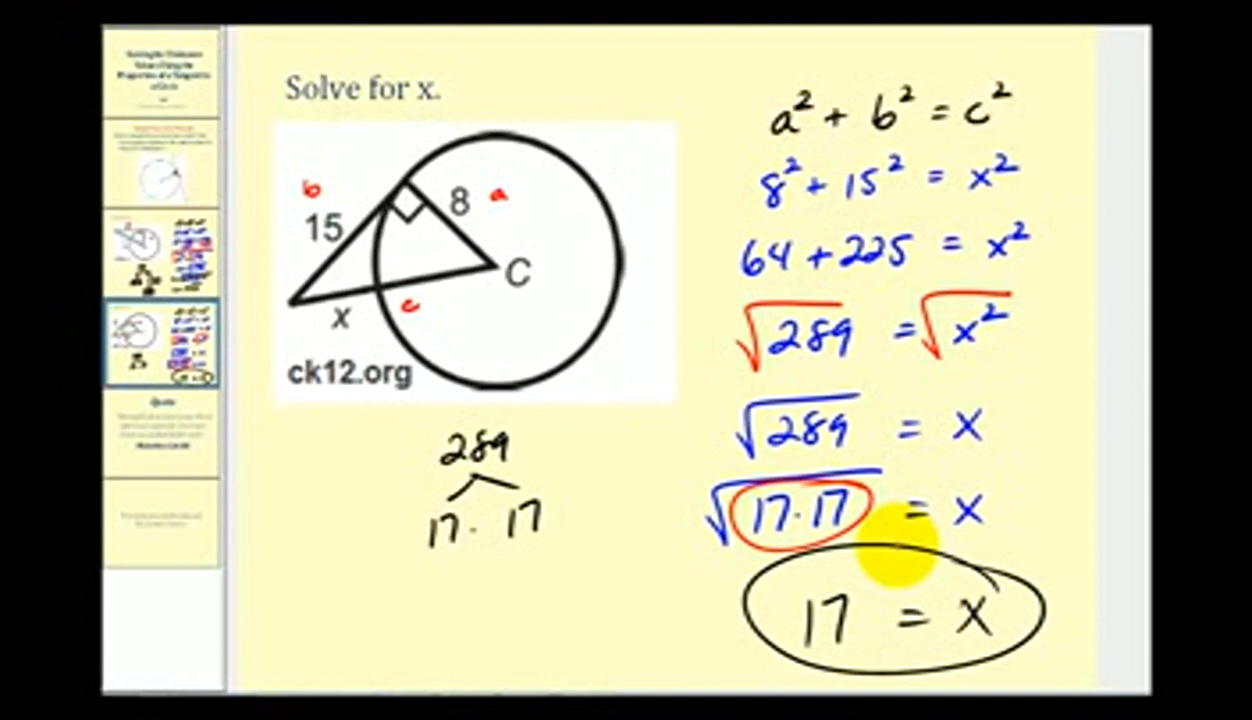 Solve for x.
a² + b² = c²
8² + 15² = x²
64 + 225 = x²
√289 = √x²
√289 = x
√17·17 = x
17 = x
b
15
8
a
C
x
c
ck12.org
289
17 · 17